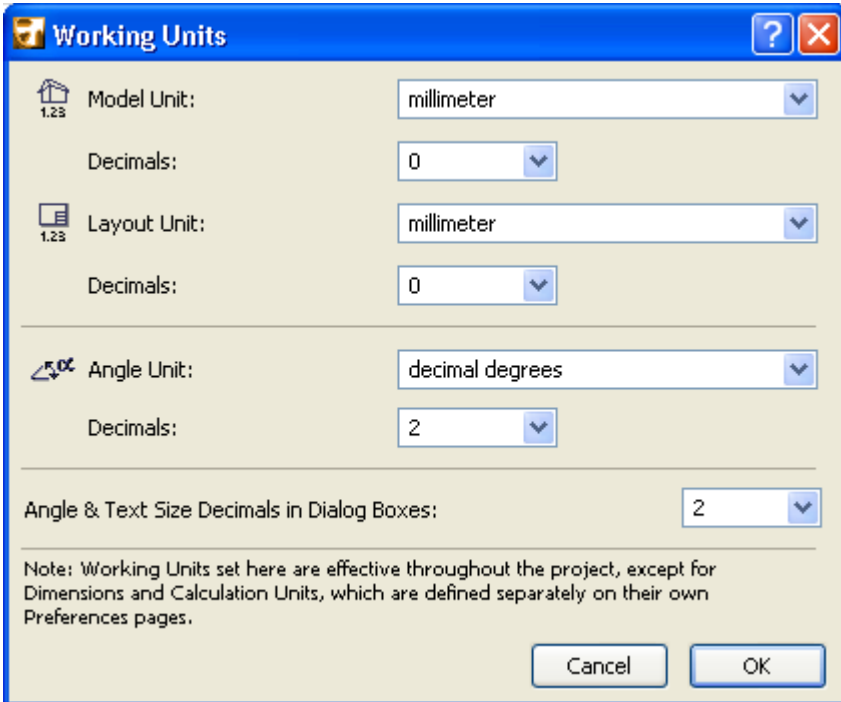 Working Units
Model Unit: millimeter
1.23
Decimals: 0
Layout Unit: millimeter
1.23
Decimals: 0
α Angle Unit: decimal degrees
Decimals: 2
Angle & Text Size Decimals in Dialog Boxes: 2
Note: Working Units set here are effective throughout the project, except for
Dimensions and Calculation Units, which are defined separately on their own
Preferences pages.
Cancel OK